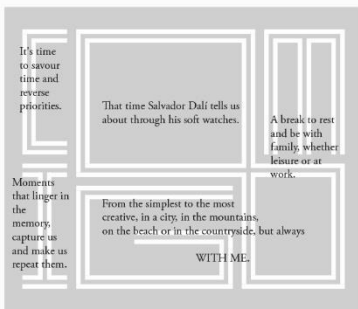 It's time
to savour
time and
reverse
priorities.
That time Salvador Dalí tells us
about through his soft watches.
A break to rest
and be with
family, whether
leisure or at
work.
Moments
that linger in
the
memory,
capture us
and make us
repeat them.
From the simplest to the most
creative, in a city, in the mountains,
on the beach or in the countryside, but always
WITH ME.